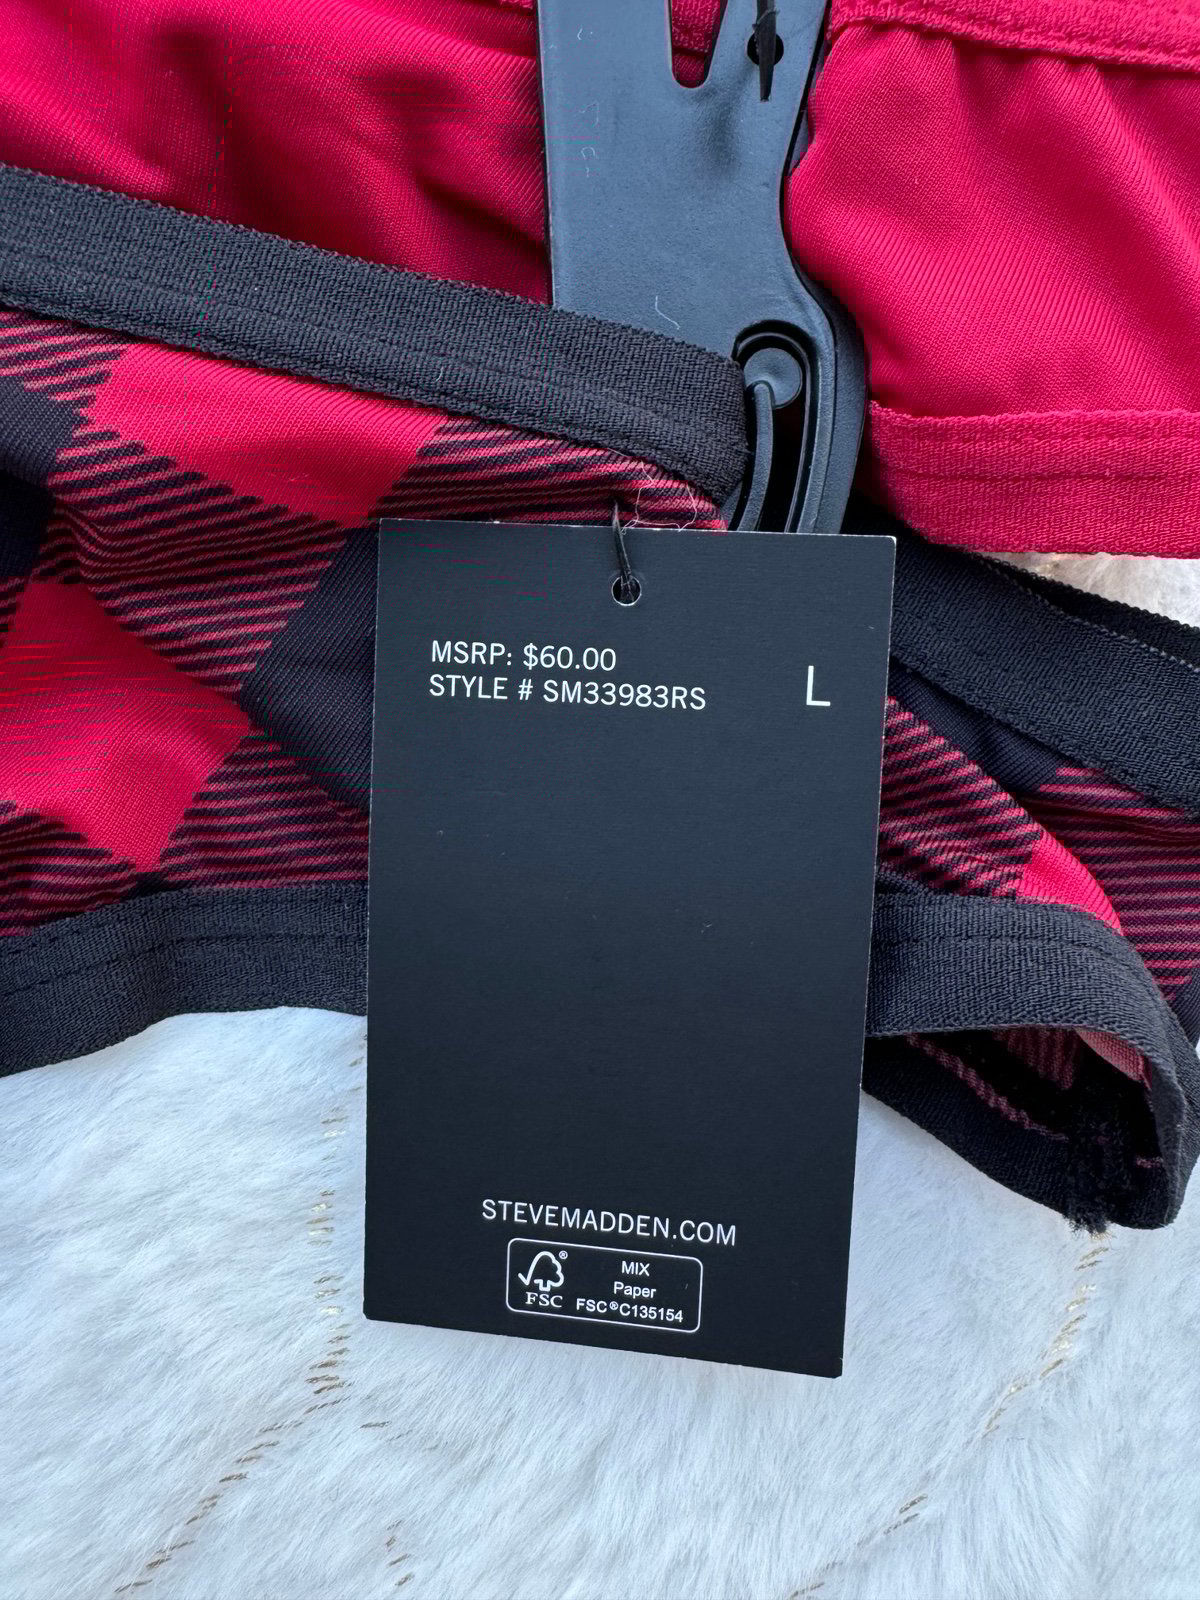 MSRP: $60.00
STYLE # SM33983RS
L
STEVEMADDEN.COM
FSC®
MIX
Paper
FSC®C135154